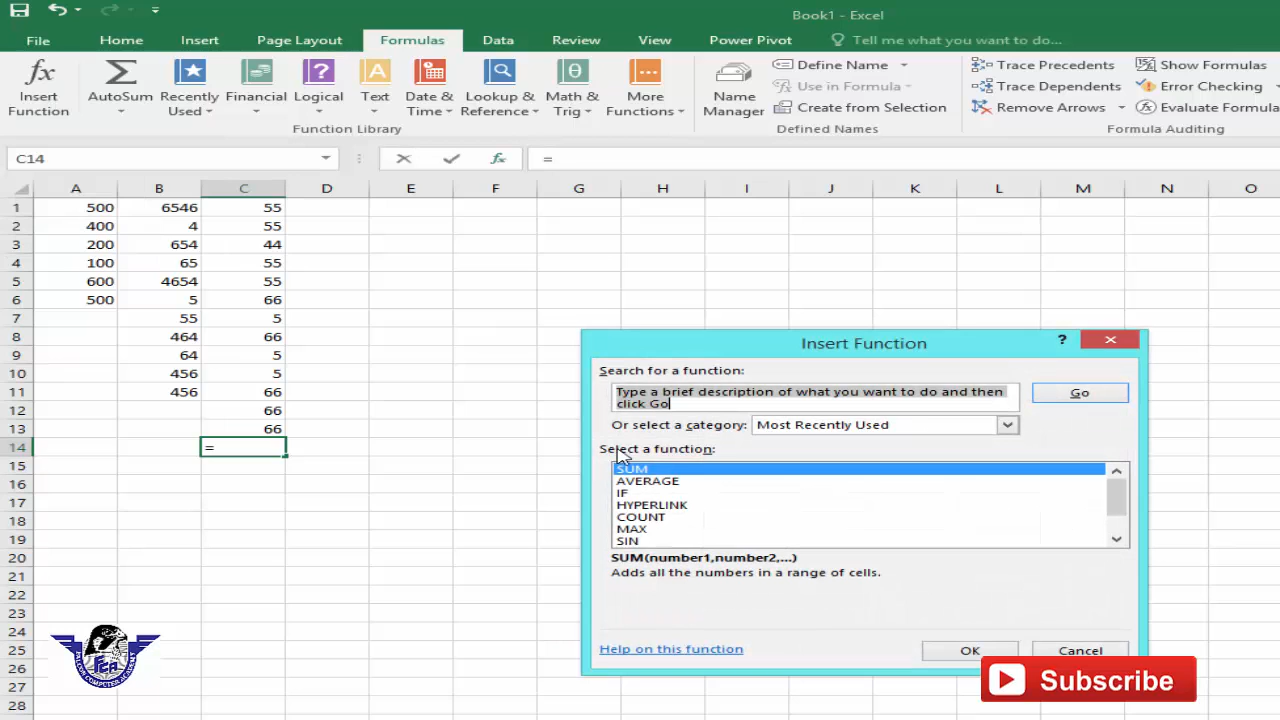 Book1 - Excel
File Home Insert Page Layout Formulas Data Review View Power Pivot Tell me what you want to do...
Insert Function AutoSum Recently Used Financial Logical Text Date & Time Lookup & Reference Math & Trig More Functions Name Manager
Define Name
Use in Formula
Create from Selection
Trace Precedents
Trace Dependents
Remove Arrows
Show Formulas
Error Checking
Evaluate Formula
Function Library Defined Names Formula Auditing
C14 fx =
A B C D E F G H I J K L M N O
1 500 6546 55
2 400 4 55
3 200 654 44
4 100 65 55
5 600 4654 66
6 500 5 66
7 55 5
8 464 66
9 64 5
10 456 5
11 456 66
12 66
13 66
14 =
15
16
17
18
19
20
21
22
23
24
25
26
27
28
Insert Function
?
Search for a function:
Type a brief description of what you want to do and then
click Go
Go
Or select a category: Most Recently Used
Select a function:
SUM
AVERAGE
IF
HYPERLINK
COUNT
MAX
SIN
SUM(number1,number2,...)
Adds all the numbers in a range of cells.
Help on this function
OK Cancel
Subscribe